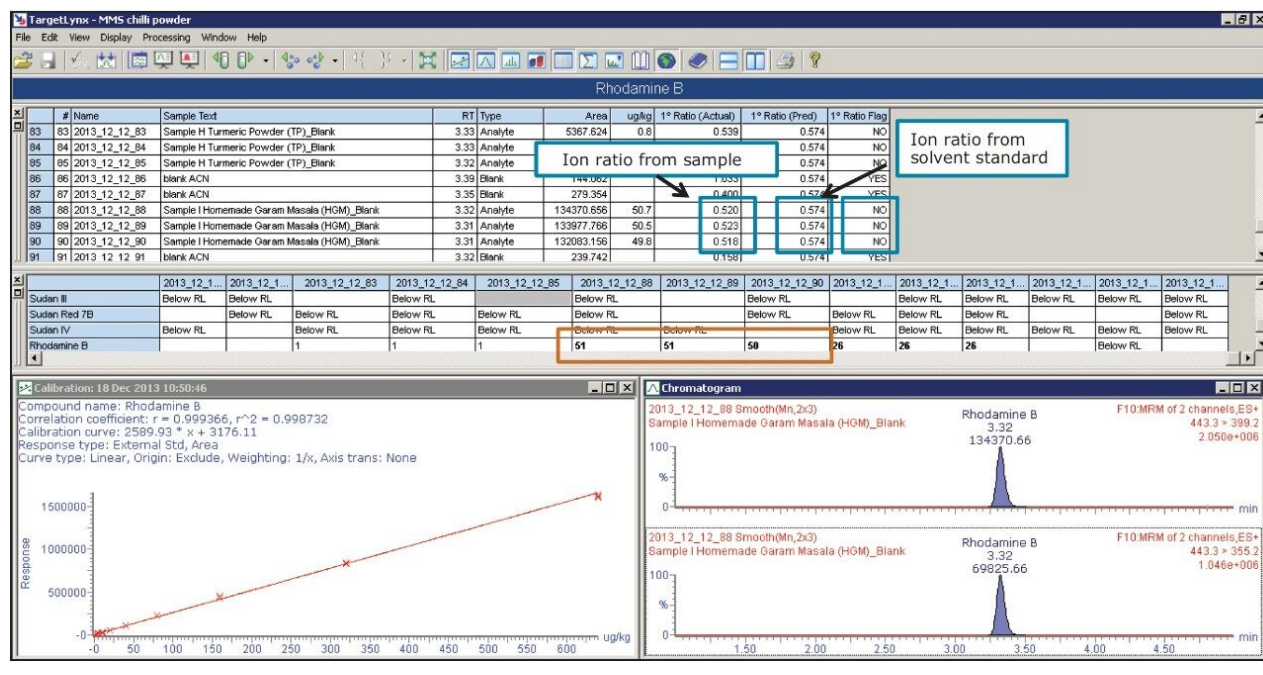 TargetLynx - MMS chilli powder
File Edit View Display Processing Window Help
Rhodamine B
# Name Sample Text RT Type Area ug/kg 1° Ratio (Actual) 1° Ratio (Pred) 1° Ratio Flag
83 83 2013_12_12_83 Sample H Turmeric Powder (TP)_Blank 3.33 Analyte 5367.624 0.8 0.539 0.574 NO
84 84 2013_12_12_84 Sample H Turmeric Powder (TP)_Blank 3.33 Analyte 0.574 NO
85 85 2013_12_12_85 Sample H Turmeric Powder (TP)_Blank 3.32 Analyte 0.574 NO
86 86 2013_12_12_86 blank ACN 3.39 Blank 144.062 1.033 0.574 YES
87 87 2013_12_12_87 blank ACN 3.35 Blank 279.354 0.400 0.574 YES
88 88 2013_12_12_88 Sample I Homemade Garam Masala (HGM)_Blank 3.32 Analyte 134370.656 50.7 0.520 0.574 NO
89 89 2013_12_12_89 Sample I Homemade Garam Masala (HGM)_Blank 3.31 Analyte 133977.766 50.5 0.523 0.574 NO
90 90 2013_12_12_90 Sample I Homemade Garam Masala (HGM)_Blank 3.31 Analyte 132083.156 49.8 0.518 0.574 NO
91 91 2013_12_12_91 blank ACN 3.32 Blank 239.742 0.158 0.574 YES
Ion ratio from sample
Ion ratio from
solvent standard
2013_12_1... 2013_12_1... 2013_12_12_83 2013_12_12_84 2013_12_12_85 2013_12_12_88 2013_12_12_89 2013_12_12_90 2013_12_1... 2013_12_1... 2013_12_1... 2013_12_1... 2013_12_1... 2013_12_1...
Sudan III Below RL Below RL Below RL Below RL Below RL Below RL Below RL Below RL Below RL Below RL
Sudan Red 7B Below RL Below RL Below RL Below RL Below RL Below RL Below RL Below RL Below RL Below RL
Sudan IV Below RL Below RL Below RL Below RL Below RL Below RL Below RL Below RL Below RL Below RL Below RL Below RL
Rhodamine B 1 1 1 51 51 50 26 26 26 Below RL
Calibration: 18 Dec 2013 10:50:46
Compound name: Rhodamine B
Correlation coefficient: r = 0.999366, r^2 = 0.998732
Calibration curve: 2589.93 * x + 3176.11
Response type: External Std, Area
Curve type: Linear, Origin: Exclude, Weighting: 1/x, Axis trans: None
Response
1500000
1000000
500000
-0
-0 50 100 150 200 250 300 350 400 450 500 550 600 ug/kg
Chromatogram
2013_12_12_88 Smooth(Mn,2x3)
Sample I Homemade Garam Masala (HGM)_Blank
Rhodamine B
3.32
134370.66
F10:MRM of 2 channels,ES+
443.3 > 399.2
2.050e+006
100
%
0
min
2013_12_12_88 Smooth(Mn,2x3)
Sample I Homemade Garam Masala (HGM)_Blank
Rhodamine B
3.32
69825.66
F10:MRM of 2 channels,ES+
443.3 > 355.2
1.046e+006
100
%
0
min
1.50 2.00 2.50 3.00 3.50 4.00 4.50